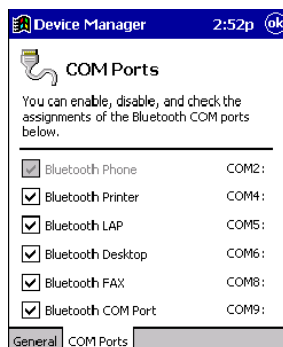 Device Manager 2:52p ok
COM Ports
You can enable, disable, and check the
assignments of the Bluetooth COM ports
below.
Bluetooth Phone COM2:
Bluetooth Printer COM4:
Bluetooth LAP COM5:
Bluetooth Desktop COM6:
Bluetooth FAX COM8:
Bluetooth COM Port COM9:
General COM Ports